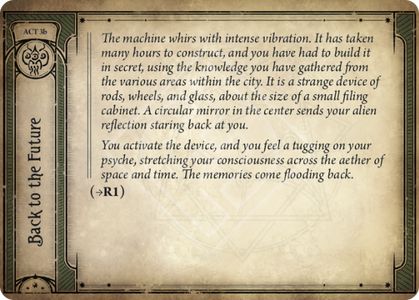 ACT 3b
Back to the Future
The machine whirs with intense vibration. It has taken
many hours to construct, and you have had to build it
in secret, using the knowledge you have gathered from
the various areas within the city. It is a strange device of
rods, wheels, and glass, about the size of a small filing
cabinet. A circular mirror in the center sends your alien
reflection staring back at you.
You activate the device, and you feel a tugging on your
psyche, stretching your consciousness across the aether of
space and time. The memories come flooding back.
(→R1)